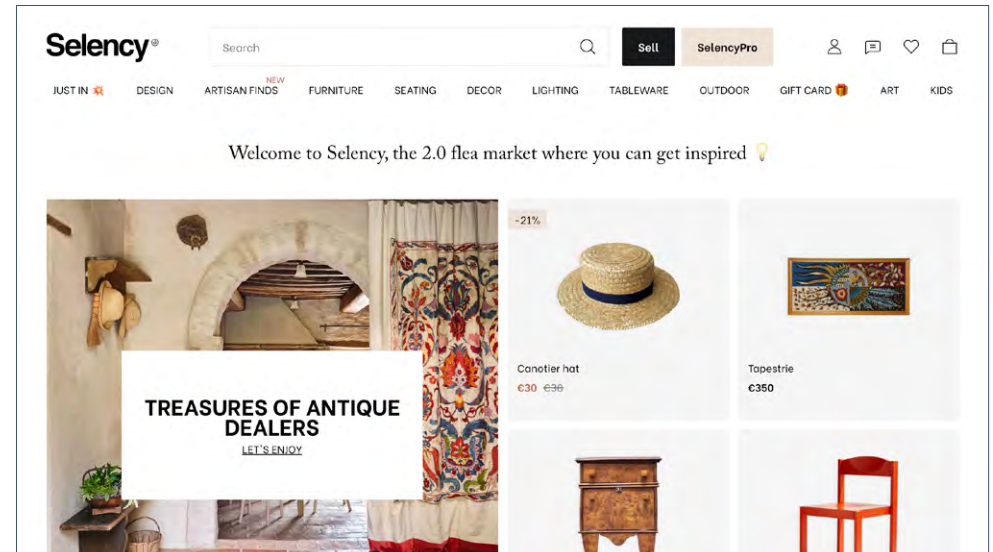 Selency
Search
Sell
SelencyPro
JUST IN 💥
DESIGN
NEW
ARTISAN FINDS
FURNITURE
SEATING
DECOR
LIGHTING
TABLEWARE
OUTDOOR
GIFT CARD 🎁
ART
KIDS
Welcome to Selency, the 2.0 flea market where you can get inspired 💡
TREASURES OF ANTIQUE
DEALERS
LET'S ENJOY
-21%
Canotier hat
€30 €38
Tapestrie
€350